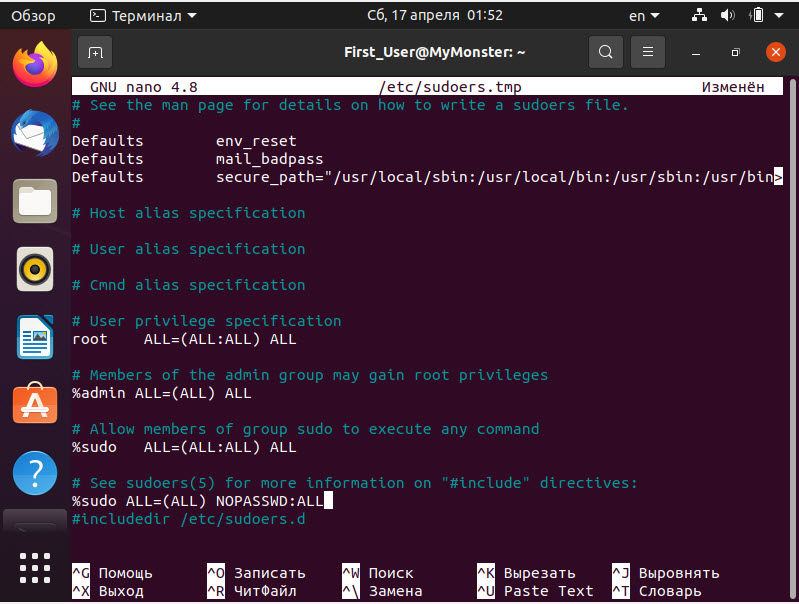 Обзор Терминал Сб, 17 апреля 01:52 en
First_User@MyMonster: ~
GNU nano 4.8 /etc/sudoers.tmp Изменён
# See the man page for details on how to write a sudoers file.
#
Defaults env_reset
Defaults mail_badpass
Defaults secure_path="/usr/local/sbin:/usr/local/bin:/usr/sbin:/usr/bin>
# Host alias specification
# User alias specification
# Cmnd alias specification
# User privilege specification
root ALL=(ALL:ALL) ALL
# Members of the admin group may gain root privileges
%admin ALL=(ALL) ALL
# Allow members of group sudo to execute any command
%sudo ALL=(ALL:ALL) ALL
# See sudoers(5) for more information on "#include" directives:
%sudo ALL=(ALL) NOPASSWD:ALL
#includedir /etc/sudoers.d
^G Помощь ^O Записать ^W Поиск ^K Вырезать ^J Выровнять
^X Выход ^R ЧитФайл ^\ Замена ^U Paste Text ^T Словарь